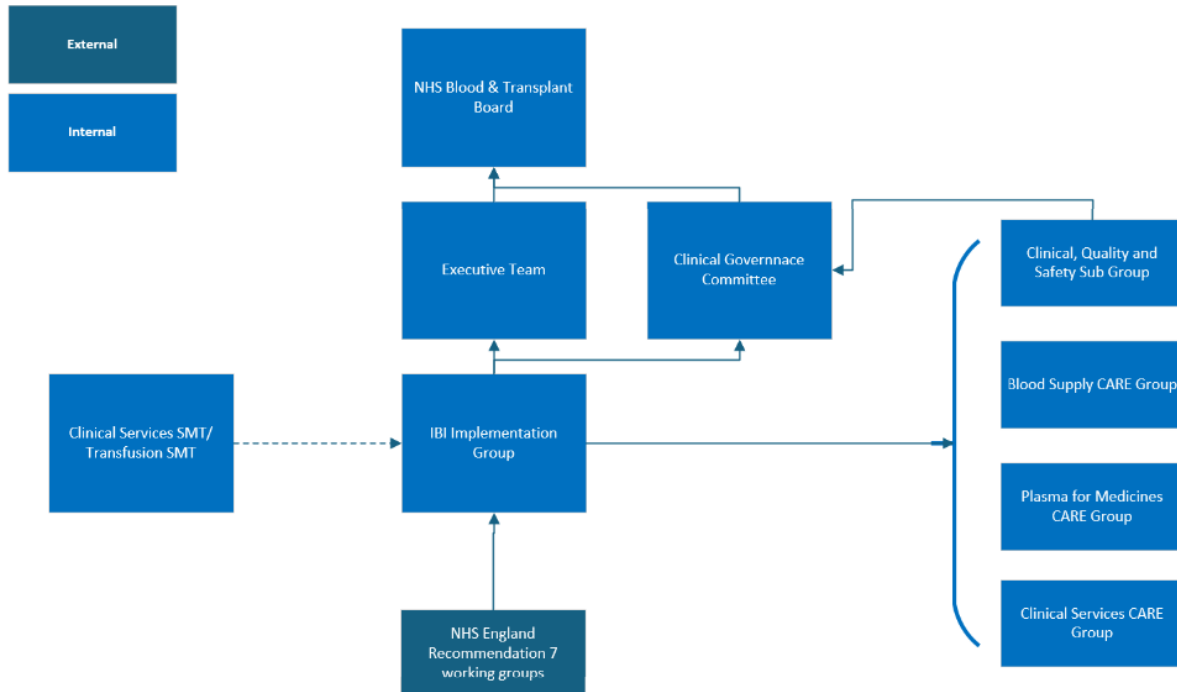 External
Internal
NHS Blood & Transplant
Board
Executive Team
Clinical Governnace
Committee
Clinical, Quality and
Safety Sub Group
Blood Supply CARE Group
Clinical Services SMT/
Transfusion SMT
IBI Implementation
Group
Plasma for Medicines
CARE Group
Clinical Services CARE
Group
NHS England
Recommendation 7
working groups